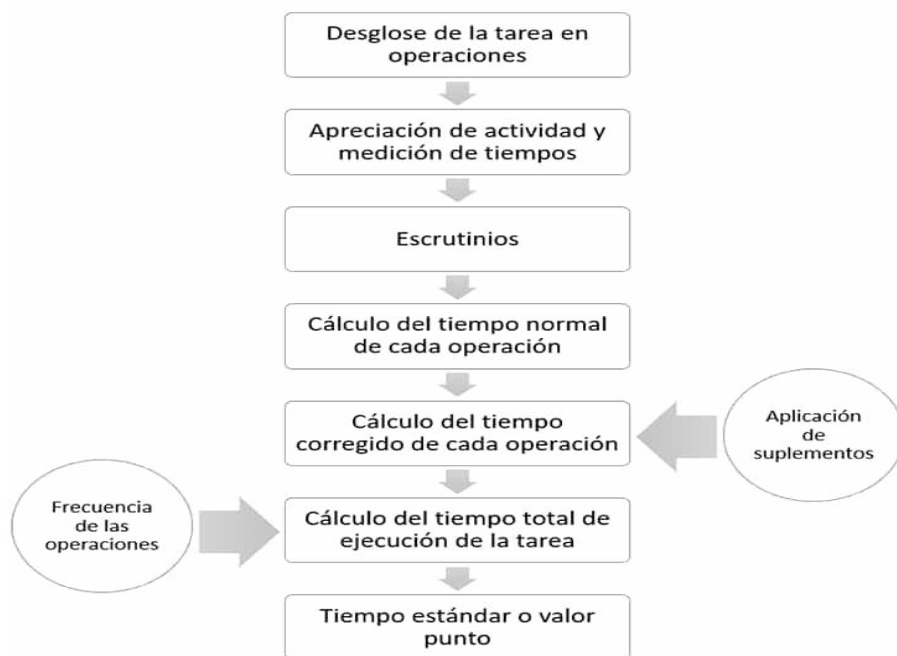 Desglose de la tarea en
operaciones
Apreciación de actividad y
medición de tiempos
Escrutinios
Cálculo del tiempo normal
de cada operación
Cálculo del tiempo
corregido de cada operación
Aplicación
de
suplementos
Frecuencia
de las
operaciones
Cálculo del tiempo total de
ejecución de la tarea
Tiempo estándar o valor
punto